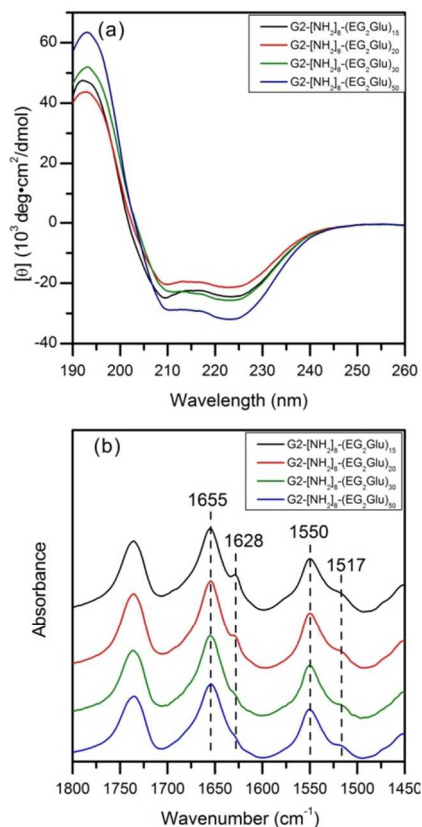 (a)
G2-[NH₂]₈-(EG₂Glu)₁₅
G2-[NH₂]₈-(EG₂Glu)₂₀
G2-[NH₂]₈-(EG₂Glu)₃₀
G2-[NH₂]₈-(EG₂Glu)₅₀
[θ] (10³ deg•cm²/dmol)
60
40
20
0
-20
-40
190 200 210 220 230 240 250 260
Wavelength (nm)
(b)
G2-[NH₂]₈-(EG₂Glu)₁₅
G2-[NH₂]₈-(EG₂Glu)₂₀
G2-[NH₂]₈-(EG₂Glu)₃₀
G2-[NH₂]₈-(EG₂Glu)₅₀
1655
1628
1550
1517
Absorbance
1800 1750 1700 1650 1600 1550 1500 1450
Wavenumber (cm⁻¹)